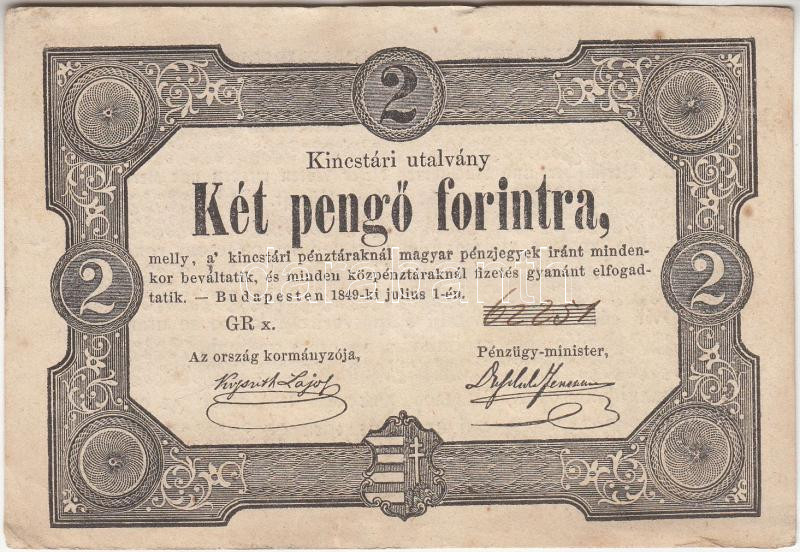 2
Kincstári utalvány
Két pengő forintra,
melly, a' kincstári pénztáraknál magyar pénzjegyek iránt minden-
kor beváltatik, és minden közpénztáraknál fizetés gyanánt elfogad-
tatik. — Budapesten 1849-ki julius 1-én.
2
2
GR x.
62251
Az ország kormányzója,
Pénzügy-minister,
Kossuth Lajos